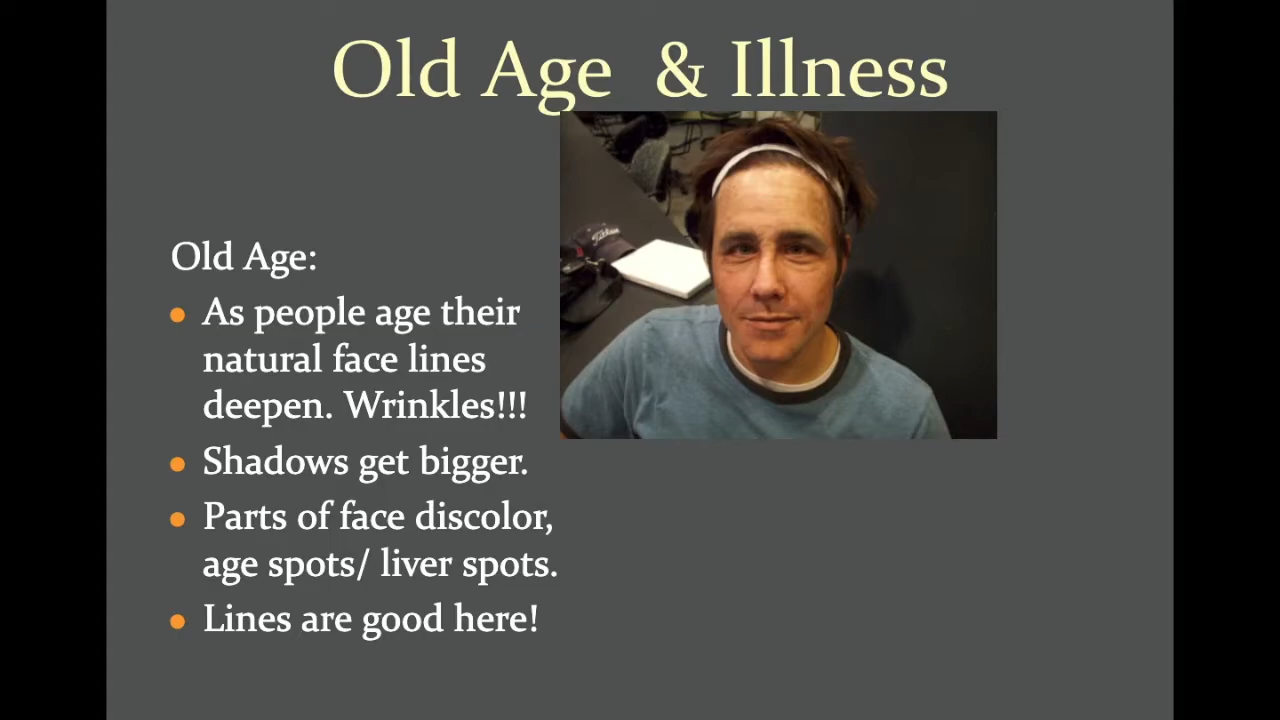 Old Age & Illness
Old Age:
As people age their
natural face lines
deepen. Wrinkles!!!
Shadows get bigger.
Parts of face discolor,
age spots/ liver spots.
Lines are good here!